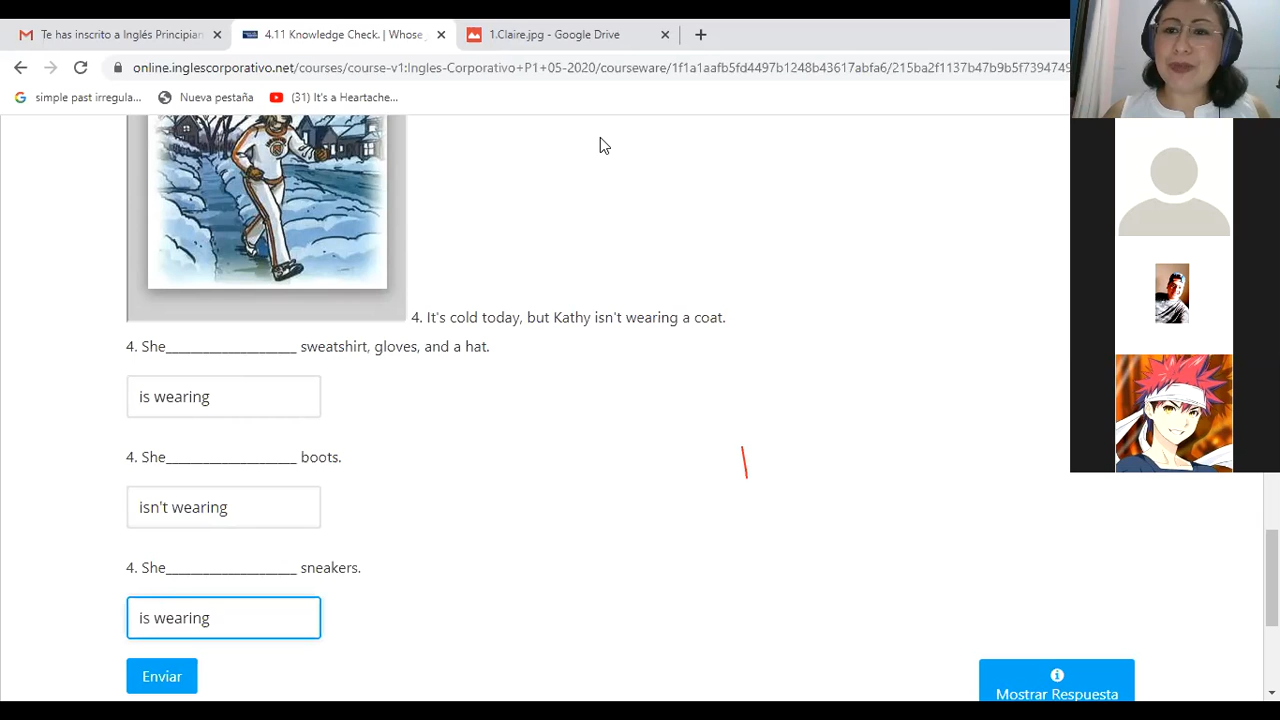 Te has inscrito a Inglés Principian
4.11 Knowledge Check. | Whose
1.Claire.jpg - Google Drive
online.inglescorporativo.net/courses/course-v1:Ingles-Corporativo+P1+05-2020/courseware/1f1a1aafb5fd4497b1248b43617abfa6/215ba2f1137b47b9b5f7394749
simple past irregula...
Nueva pestaña
(31) It's a Heartache...
4. It's cold today, but Kathy isn't wearing a coat.
4. She____________________ sweatshirt, gloves, and a hat.
is wearing
4. She____________________ boots.
isn't wearing
4. She____________________ sneakers.
is wearing
Enviar
Mostrar Respuesta